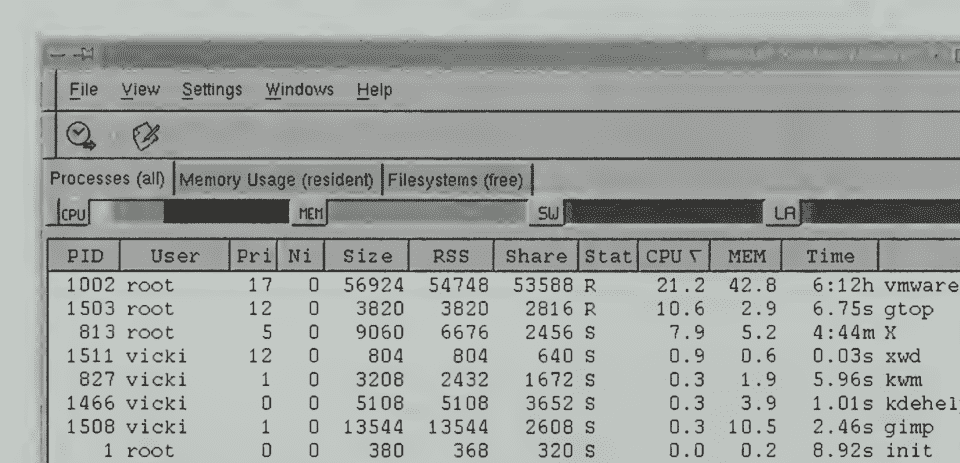 File View Settings Windows Help
Processes (all) Memory Usage (resident) Filesystems (free)
CPU MEM SW LA
PID User Pri Ni Size RSS Share Stat CPU MEM Time
1002 root 17 0 56924 54748 53588 R 21.2 42.8 6:12h vmware
1503 root 12 0 3820 3820 2816 R 10.6 2.9 6.75s gtop
813 root 5 0 9060 6676 2456 S 7.9 5.2 4:44m X
1511 vicki 12 0 804 804 640 S 0.9 0.6 0.03s xwd
827 vicki 1 0 3208 2432 1672 S 0.3 1.9 5.96s kwm
1466 vicki 0 0 5108 5108 3652 S 0.3 3.9 1.01s kdehel
1508 vicki 1 0 13544 13544 2608 S 0.3 10.5 2.46s gimp
1 root 0 0 380 368 320 S 0.0 0.2 8.92s init